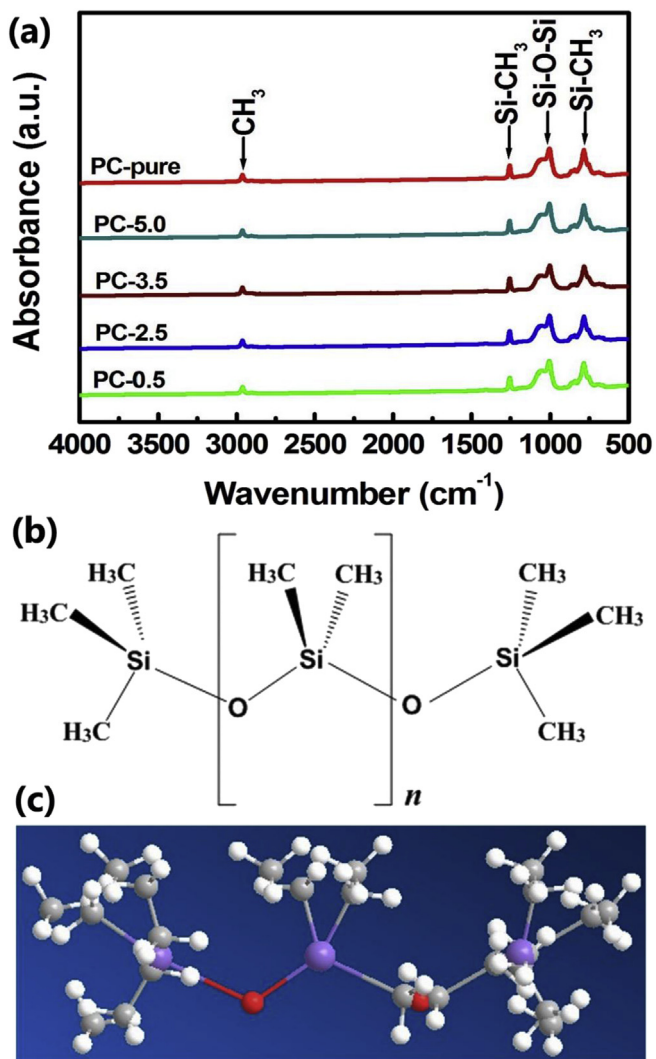 (a)
Absorbance (a.u.)
CH3
Si-CH3
Si-O-Si
Si-CH3
PC-pure
PC-5.0
PC-3.5
PC-2.5
PC-0.5
4000 3500 3000 2500 2000 1500 1000 500
Wavenumber (cm-1)
(b)
H3C H3C CH3 CH3
H3C CH3
Si Si Si
O O
H3C CH3
n
(c)